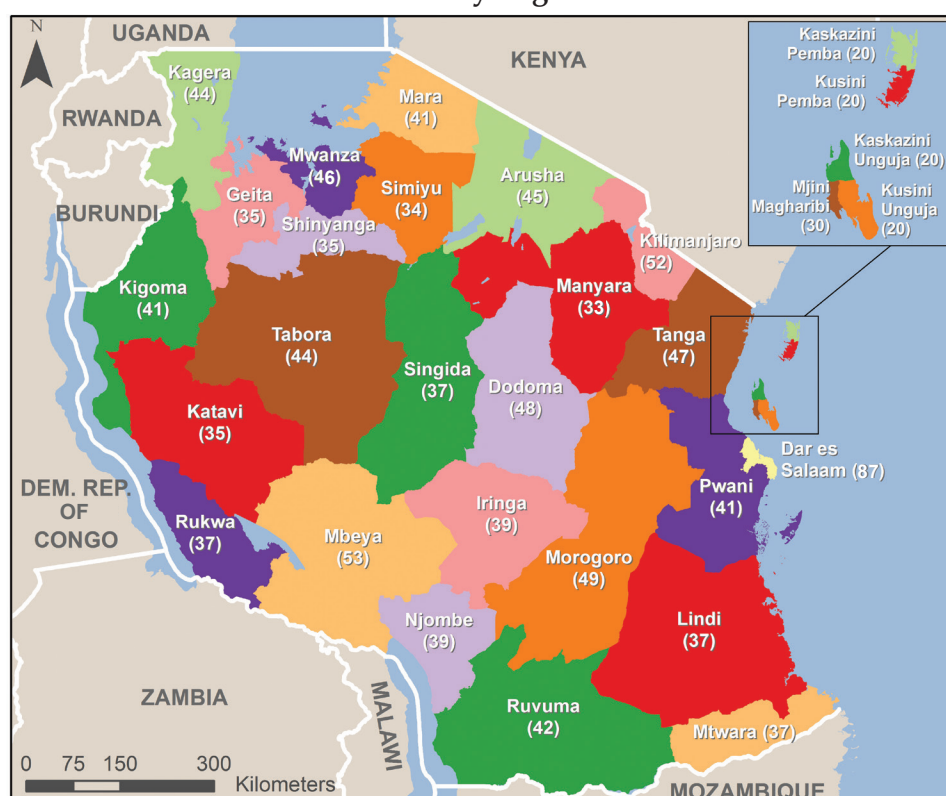 N
UGANDA
KENYA
RWANDA
BURUNDI
DEM. REP.
OF
CONGO
ZAMBIA
MALAWI
MOZAMBIQUE
Kagera
(44)
Mara
(41)
Mwanza
(46)
Geita
(35)
Simiyu
(34)
Arusha
(45)
Shinyanga
(35)
Kilimanjaro
(52)
Kigoma
(41)
Tabora
(44)
Singida
(37)
Manyara
(33)
Tanga
(47)
Dodoma
(48)
Katavi
(35)
Dar es
Salaam (87)
Pwani
(41)
Rukwa
(37)
Mbeya
(53)
Iringa
(39)
Morogoro
(49)
Njombe
(39)
Lindi
(37)
Ruvuma
(42)
Mtwara (37)
Kaskazini
Pemba (20)
Kusini
Pemba (20)
Kaskazini
Unguja (20)
Mjini
Magharibi
(30)
Kusini
Unguja
(20)
0 75 150 300
Kilometers